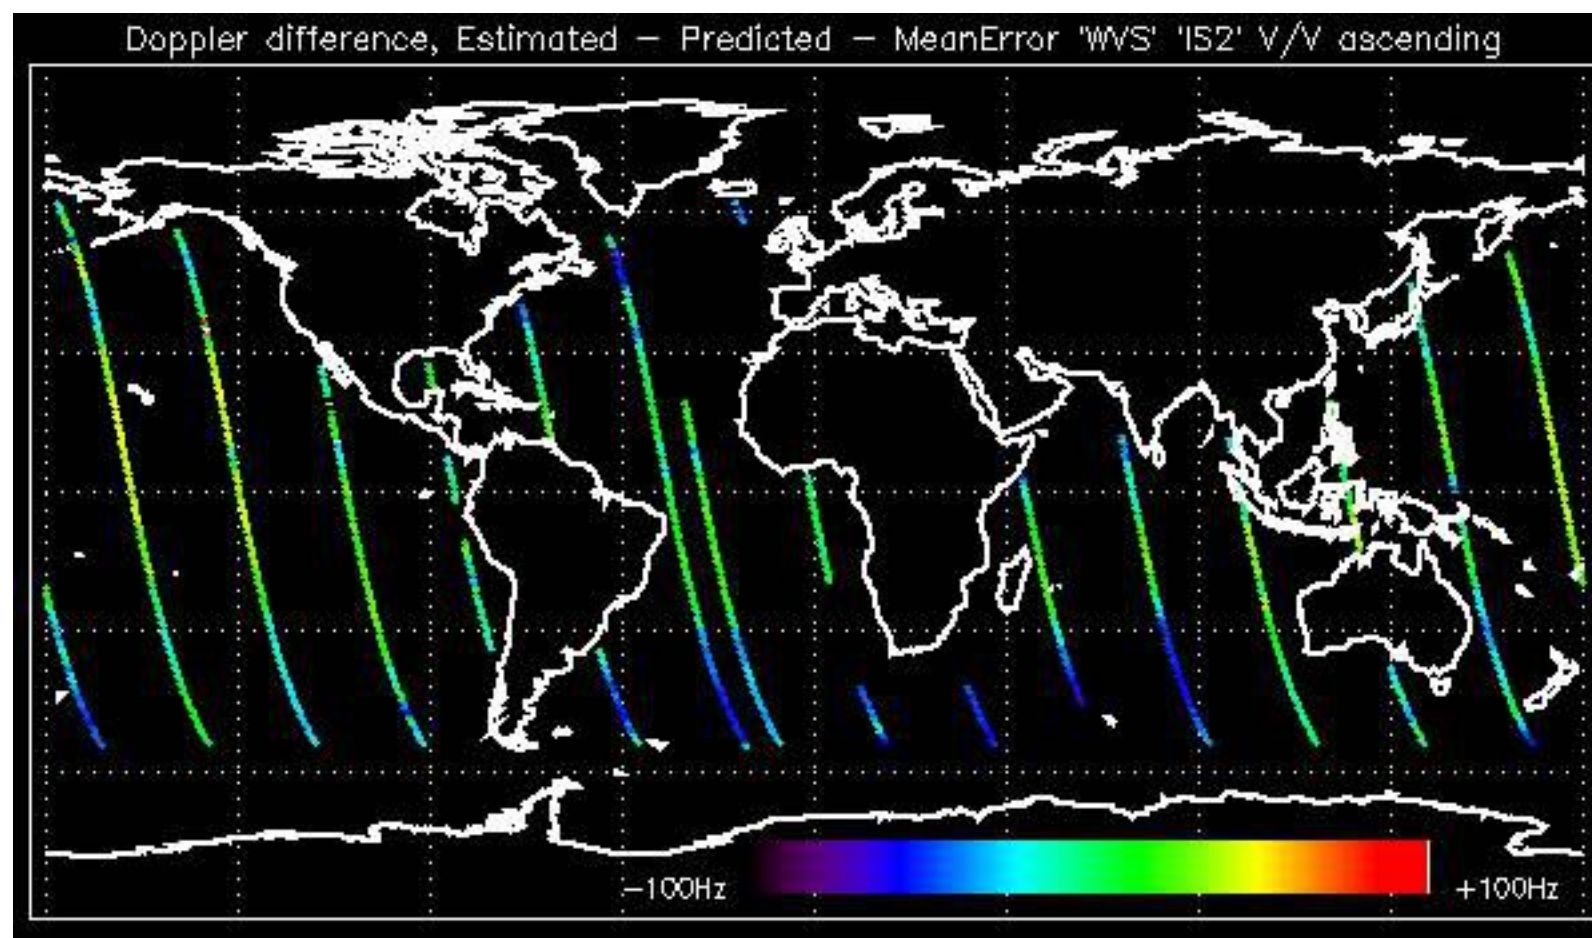 Doppler difference, Estimated – Predicted – MeanError 'WVS' 'IS2' V/V ascending
-100Hz
+100Hz